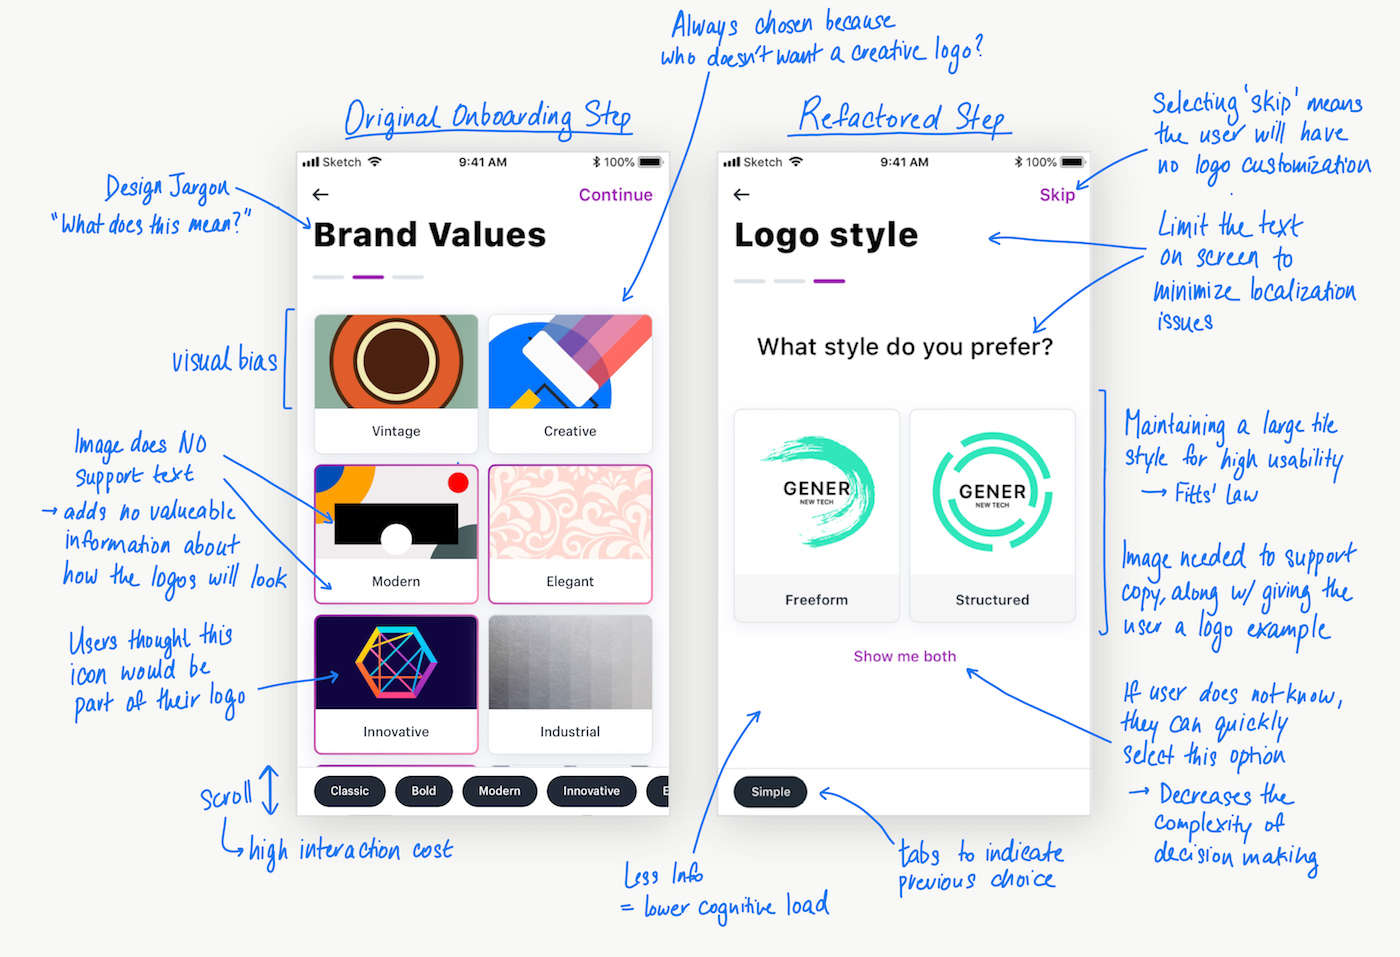 Always chosen because
who doesn't want a creative logo?
Original Onboarding Step
Refactored Step
Design Jargon
"What does this mean?"
visual bias
Image does NO
support text
→ adds no valueable
information about
how the logos will look
Users thought this
icon would be
part of their logo
scroll
high interaction cost
Sketch
9:41 AM
100%
Continue
Brand Values
Vintage
Creative
Modern
Elegant
Innovative
Industrial
Classic
Bold
Modern
Innovative
E
Sketch
9:41 AM
100%
Skip
Logo style
What style do you prefer?
GENER
NEW TECH
GENER
NEW TECH
Freeform
Structured
Show me both
Simple
Less Info
= lower cognitive load
tabs to indicate
previous choice
Selecting 'skip' means
the user will have
no logo customization
Limit the text
on screen to
minimize localization
issues
Maintaining a large tile
style for high usability
→ Fitts' Law
Image needed to support
copy, along w/ giving the
user a logo example
If user does not know,
they can quickly
select this option
→ Decreases the
complexity of
decision making